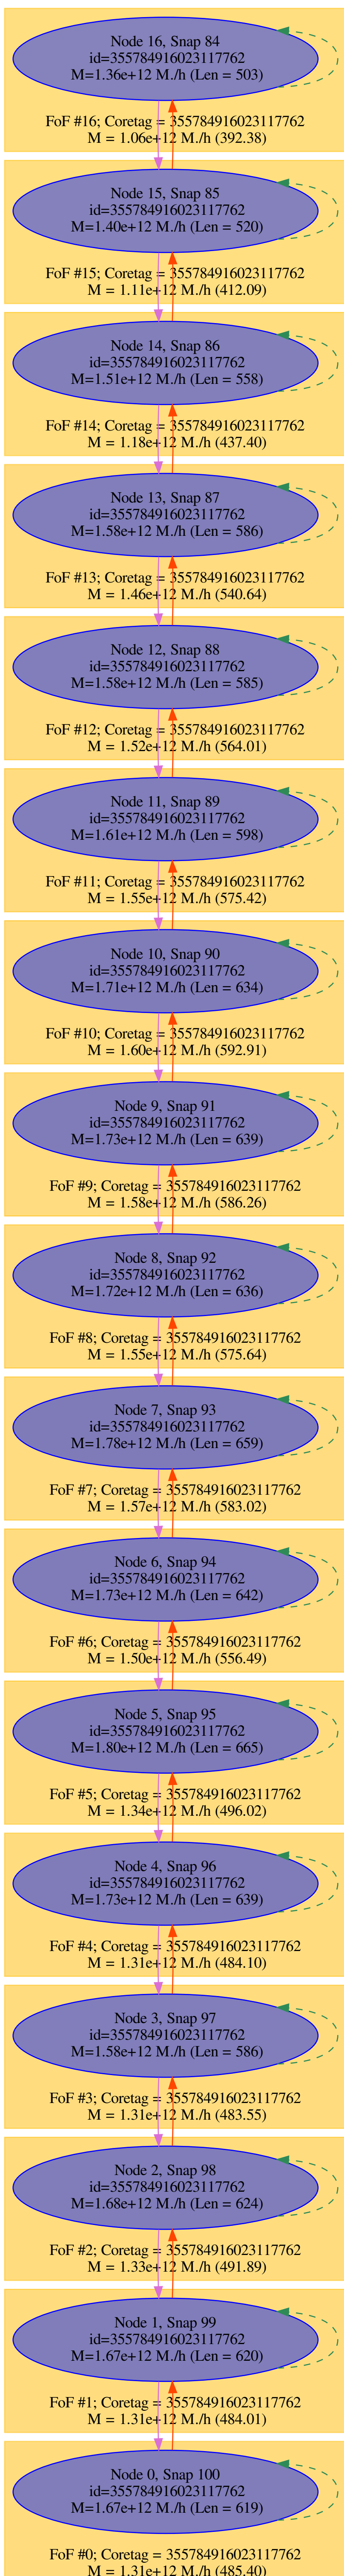 Node 16, Snap 84
id=355784916023117762
M=1.36e+12 M./h (Len = 503)
FoF #16; Coretag = 355784916023117762
M = 1.06e+12 M./h (392.38)
Node 15, Snap 85
id=355784916023117762
M=1.40e+12 M./h (Len = 520)
FoF #15; Coretag = 355784916023117762
M = 1.11e+12 M./h (412.09)
Node 14, Snap 86
id=355784916023117762
M=1.51e+12 M./h (Len = 558)
FoF #14; Coretag = 355784916023117762
M = 1.18e+12 M./h (437.40)
Node 13, Snap 87
id=355784916023117762
M=1.58e+12 M./h (Len = 586)
FoF #13; Coretag = 355784916023117762
M = 1.46e+12 M./h (540.64)
Node 12, Snap 88
id=355784916023117762
M=1.58e+12 M./h (Len = 585)
FoF #12; Coretag = 355784916023117762
M = 1.52e+12 M./h (564.01)
Node 11, Snap 89
id=355784916023117762
M=1.61e+12 M./h (Len = 598)
FoF #11; Coretag = 355784916023117762
M = 1.55e+12 M./h (575.42)
Node 10, Snap 90
id=355784916023117762
M=1.71e+12 M./h (Len = 634)
FoF #10; Coretag = 355784916023117762
M = 1.60e+12 M./h (592.91)
Node 9, Snap 91
id=355784916023117762
M=1.73e+12 M./h (Len = 639)
FoF #9; Coretag = 355784916023117762
M = 1.58e+12 M./h (586.26)
Node 8, Snap 92
id=355784916023117762
M=1.72e+12 M./h (Len = 636)
FoF #8; Coretag = 355784916023117762
M = 1.55e+12 M./h (575.64)
Node 7, Snap 93
id=355784916023117762
M=1.78e+12 M./h (Len = 659)
FoF #7; Coretag = 355784916023117762
M = 1.57e+12 M./h (583.02)
Node 6, Snap 94
id=355784916023117762
M=1.73e+12 M./h (Len = 642)
FoF #6; Coretag = 355784916023117762
M = 1.50e+12 M./h (556.49)
Node 5, Snap 95
id=355784916023117762
M=1.80e+12 M./h (Len = 665)
FoF #5; Coretag = 355784916023117762
M = 1.34e+12 M./h (496.02)
Node 4, Snap 96
id=355784916023117762
M=1.73e+12 M./h (Len = 639)
FoF #4; Coretag = 355784916023117762
M = 1.31e+12 M./h (484.10)
Node 3, Snap 97
id=355784916023117762
M=1.58e+12 M./h (Len = 586)
FoF #3; Coretag = 355784916023117762
M = 1.31e+12 M./h (483.55)
Node 2, Snap 98
id=355784916023117762
M=1.68e+12 M./h (Len = 624)
FoF #2; Coretag = 355784916023117762
M = 1.33e+12 M./h (491.89)
Node 1, Snap 99
id=355784916023117762
M=1.67e+12 M./h (Len = 620)
FoF #1; Coretag = 355784916023117762
M = 1.31e+12 M./h (484.01)
Node 0, Snap 100
id=355784916023117762
M=1.67e+12 M./h (Len = 619)
FoF #0; Coretag = 355784916023117762
M = 1.31e+12 M./h (485.40)